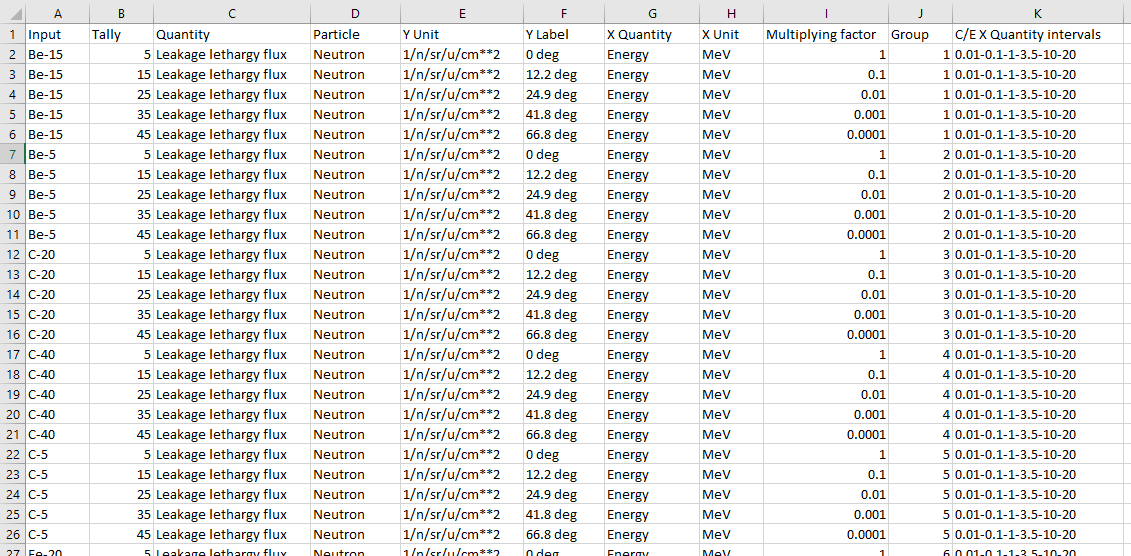 A B C D E F G H I J K
1 Input Tally Quantity Particle Y Unit Y Label X Quantity X Unit Multiplying factor Group C/E X Quantity intervals
2 Be-15 5 Leakage lethargy flux Neutron 1/n/sr/u/cm**2 0 deg Energy MeV 1 1 0.01-0.1-1-3.5-10-20
3 Be-15 15 Leakage lethargy flux Neutron 1/n/sr/u/cm**2 12.2 deg Energy MeV 0.1 1 0.01-0.1-1-3.5-10-20
4 Be-15 25 Leakage lethargy flux Neutron 1/n/sr/u/cm**2 24.9 deg Energy MeV 0.01 1 0.01-0.1-1-3.5-10-20
5 Be-15 35 Leakage lethargy flux Neutron 1/n/sr/u/cm**2 41.8 deg Energy MeV 0.001 1 0.01-0.1-1-3.5-10-20
6 Be-15 45 Leakage lethargy flux Neutron 1/n/sr/u/cm**2 66.8 deg Energy MeV 0.0001 1 0.01-0.1-1-3.5-10-20
7 Be-5 5 Leakage lethargy flux Neutron 1/n/sr/u/cm**2 0 deg Energy MeV 1 2 0.01-0.1-1-3.5-10-20
8 Be-5 15 Leakage lethargy flux Neutron 1/n/sr/u/cm**2 12.2 deg Energy MeV 0.1 2 0.01-0.1-1-3.5-10-20
9 Be-5 25 Leakage lethargy flux Neutron 1/n/sr/u/cm**2 24.9 deg Energy MeV 0.01 2 0.01-0.1-1-3.5-10-20
10 Be-5 35 Leakage lethargy flux Neutron 1/n/sr/u/cm**2 41.8 deg Energy MeV 0.001 2 0.01-0.1-1-3.5-10-20
11 Be-5 45 Leakage lethargy flux Neutron 1/n/sr/u/cm**2 66.8 deg Energy MeV 0.0001 2 0.01-0.1-1-3.5-10-20
12 C-20 5 Leakage lethargy flux Neutron 1/n/sr/u/cm**2 0 deg Energy MeV 1 3 0.01-0.1-1-3.5-10-20
13 C-20 15 Leakage lethargy flux Neutron 1/n/sr/u/cm**2 12.2 deg Energy MeV 0.1 3 0.01-0.1-1-3.5-10-20
14 C-20 25 Leakage lethargy flux Neutron 1/n/sr/u/cm**2 24.9 deg Energy MeV 0.01 3 0.01-0.1-1-3.5-10-20
15 C-20 35 Leakage lethargy flux Neutron 1/n/sr/u/cm**2 41.8 deg Energy MeV 0.001 3 0.01-0.1-1-3.5-10-20
16 C-20 45 Leakage lethargy flux Neutron 1/n/sr/u/cm**2 66.8 deg Energy MeV 0.0001 3 0.01-0.1-1-3.5-10-20
17 C-40 5 Leakage lethargy flux Neutron 1/n/sr/u/cm**2 0 deg Energy MeV 1 4 0.01-0.1-1-3.5-10-20
18 C-40 15 Leakage lethargy flux Neutron 1/n/sr/u/cm**2 12.2 deg Energy MeV 0.1 4 0.01-0.1-1-3.5-10-20
19 C-40 25 Leakage lethargy flux Neutron 1/n/sr/u/cm**2 24.9 deg Energy MeV 0.01 4 0.01-0.1-1-3.5-10-20
20 C-40 35 Leakage lethargy flux Neutron 1/n/sr/u/cm**2 41.8 deg Energy MeV 0.001 4 0.01-0.1-1-3.5-10-20
21 C-40 45 Leakage lethargy flux Neutron 1/n/sr/u/cm**2 66.8 deg Energy MeV 0.0001 4 0.01-0.1-1-3.5-10-20
22 C-5 5 Leakage lethargy flux Neutron 1/n/sr/u/cm**2 0 deg Energy MeV 1 5 0.01-0.1-1-3.5-10-20
23 C-5 15 Leakage lethargy flux Neutron 1/n/sr/u/cm**2 12.2 deg Energy MeV 0.1 5 0.01-0.1-1-3.5-10-20
24 C-5 25 Leakage lethargy flux Neutron 1/n/sr/u/cm**2 24.9 deg Energy MeV 0.01 5 0.01-0.1-1-3.5-10-20
25 C-5 35 Leakage lethargy flux Neutron 1/n/sr/u/cm**2 41.8 deg Energy MeV 0.001 5 0.01-0.1-1-3.5-10-20
26 C-5 45 Leakage lethargy flux Neutron 1/n/sr/u/cm**2 66.8 deg Energy MeV 0.0001 5 0.01-0.1-1-3.5-10-20
27 Fe-20 5 Leakage lethargy flux Neutron 1/n/sr/u/cm**2 0 deg Energy MeV 1 6 0.01-0.1-1-3.5-10-20